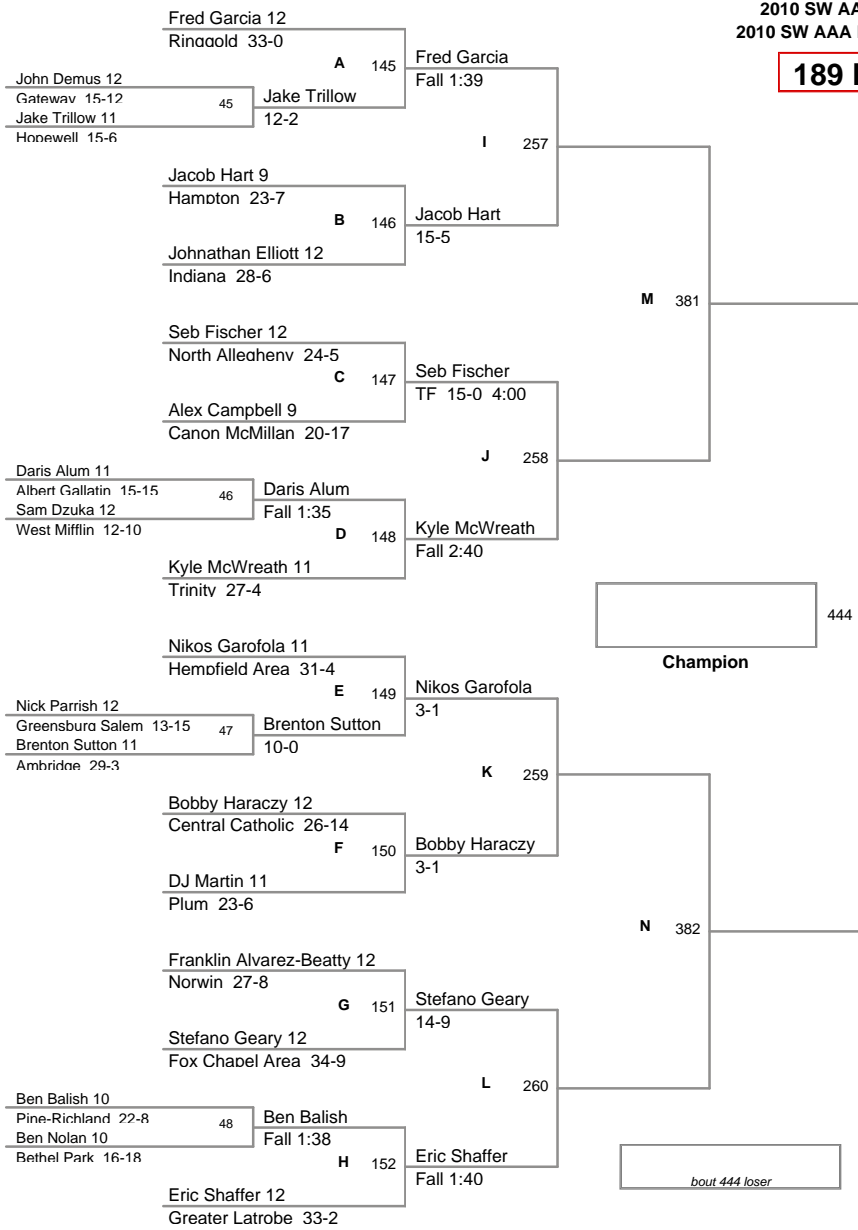 2010 SW AA
2010 SW AAA
189
Fred Garcia 12
Ringgold 33-0
A 145
Fred Garcia
Fall 1:39
John Demus 12
Gateway 15-12
45
Jake Trillow 11
Hopewell 15-6
Jake Trillow
12-2
I 257
Jacob Hart 9
Hampton 23-7
B 146
Jacob Hart
15-5
Johnathan Elliott 12
Indiana 28-6
M 381
Seb Fischer 12
North Allegheny 24-5
C 147
Seb Fischer
TF 15-0 4:00
Alex Campbell 9
Canon McMillan 20-17
J 258
Daris Alum 11
Albert Gallatin 15-15
46
Sam Dzuka 12
West Mifflin 12-10
Daris Alum
Fall 1:35
D 148
Kyle McWreath
Fall 2:40
Kyle McWreath 11
Trinity 27-4
444
Champion
Nikos Garofola 11
Hempfield Area 31-4
E 149
Nikos Garofola
3-1
Nick Parrish 12
Greensburg Salem 13-15
47
Brenton Sutton 11
Ambridge 29-3
Brenton Sutton
10-0
K 259
Bobby Haraczy 12
Central Catholic 26-14
F 150
Bobby Haraczy
3-1
DJ Martin 11
Plum 23-6
N 382
Franklin Alvarez-Beatty 12
Norwin 27-8
G 151
Stefano Geary
14-9
Stefano Geary 12
Fox Chapel Area 34-9
L 260
Ben Balish 10
Pine-Richland 22-8
48
Ben Nolan 10
Bethel Park 16-18
Ben Balish
Fall 1:38
H 152
Eric Shaffer
Fall 1:40
Eric Shaffer 12
Greater Latrobe 33-2
bout 444 loser